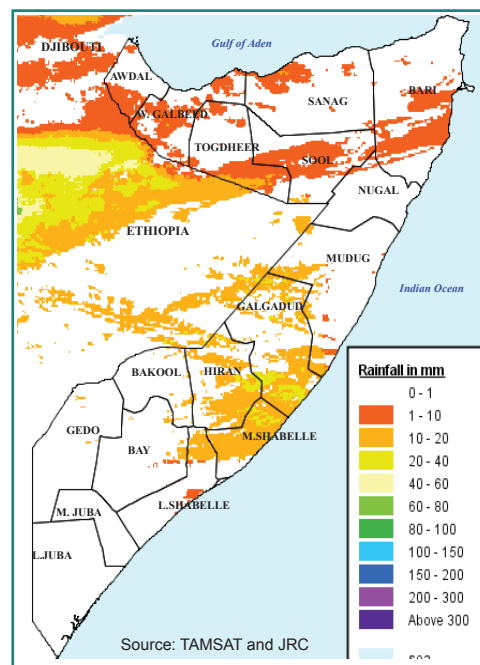 Gulf of Aden
DJIBOUTI
AWDAL
BARI
SANAG
W. GALBEED
TOGDHEER
SOOL
NUGAL
ETHIOPIA
MUDUG
Indian Ocean
GALGADUD
BAKOOL
HIRAN
GEDO
M.SHABELLE
BAY
L.SHABELLE
M. JUBA
L.JUBA
Source: TAMSAT and JRC
Rainfall in mm
0 - 1
1 - 10
10 - 20
20 - 40
40 - 60
60 - 80
80 - 100
100 - 150
150 - 200
200 - 300
Above 300